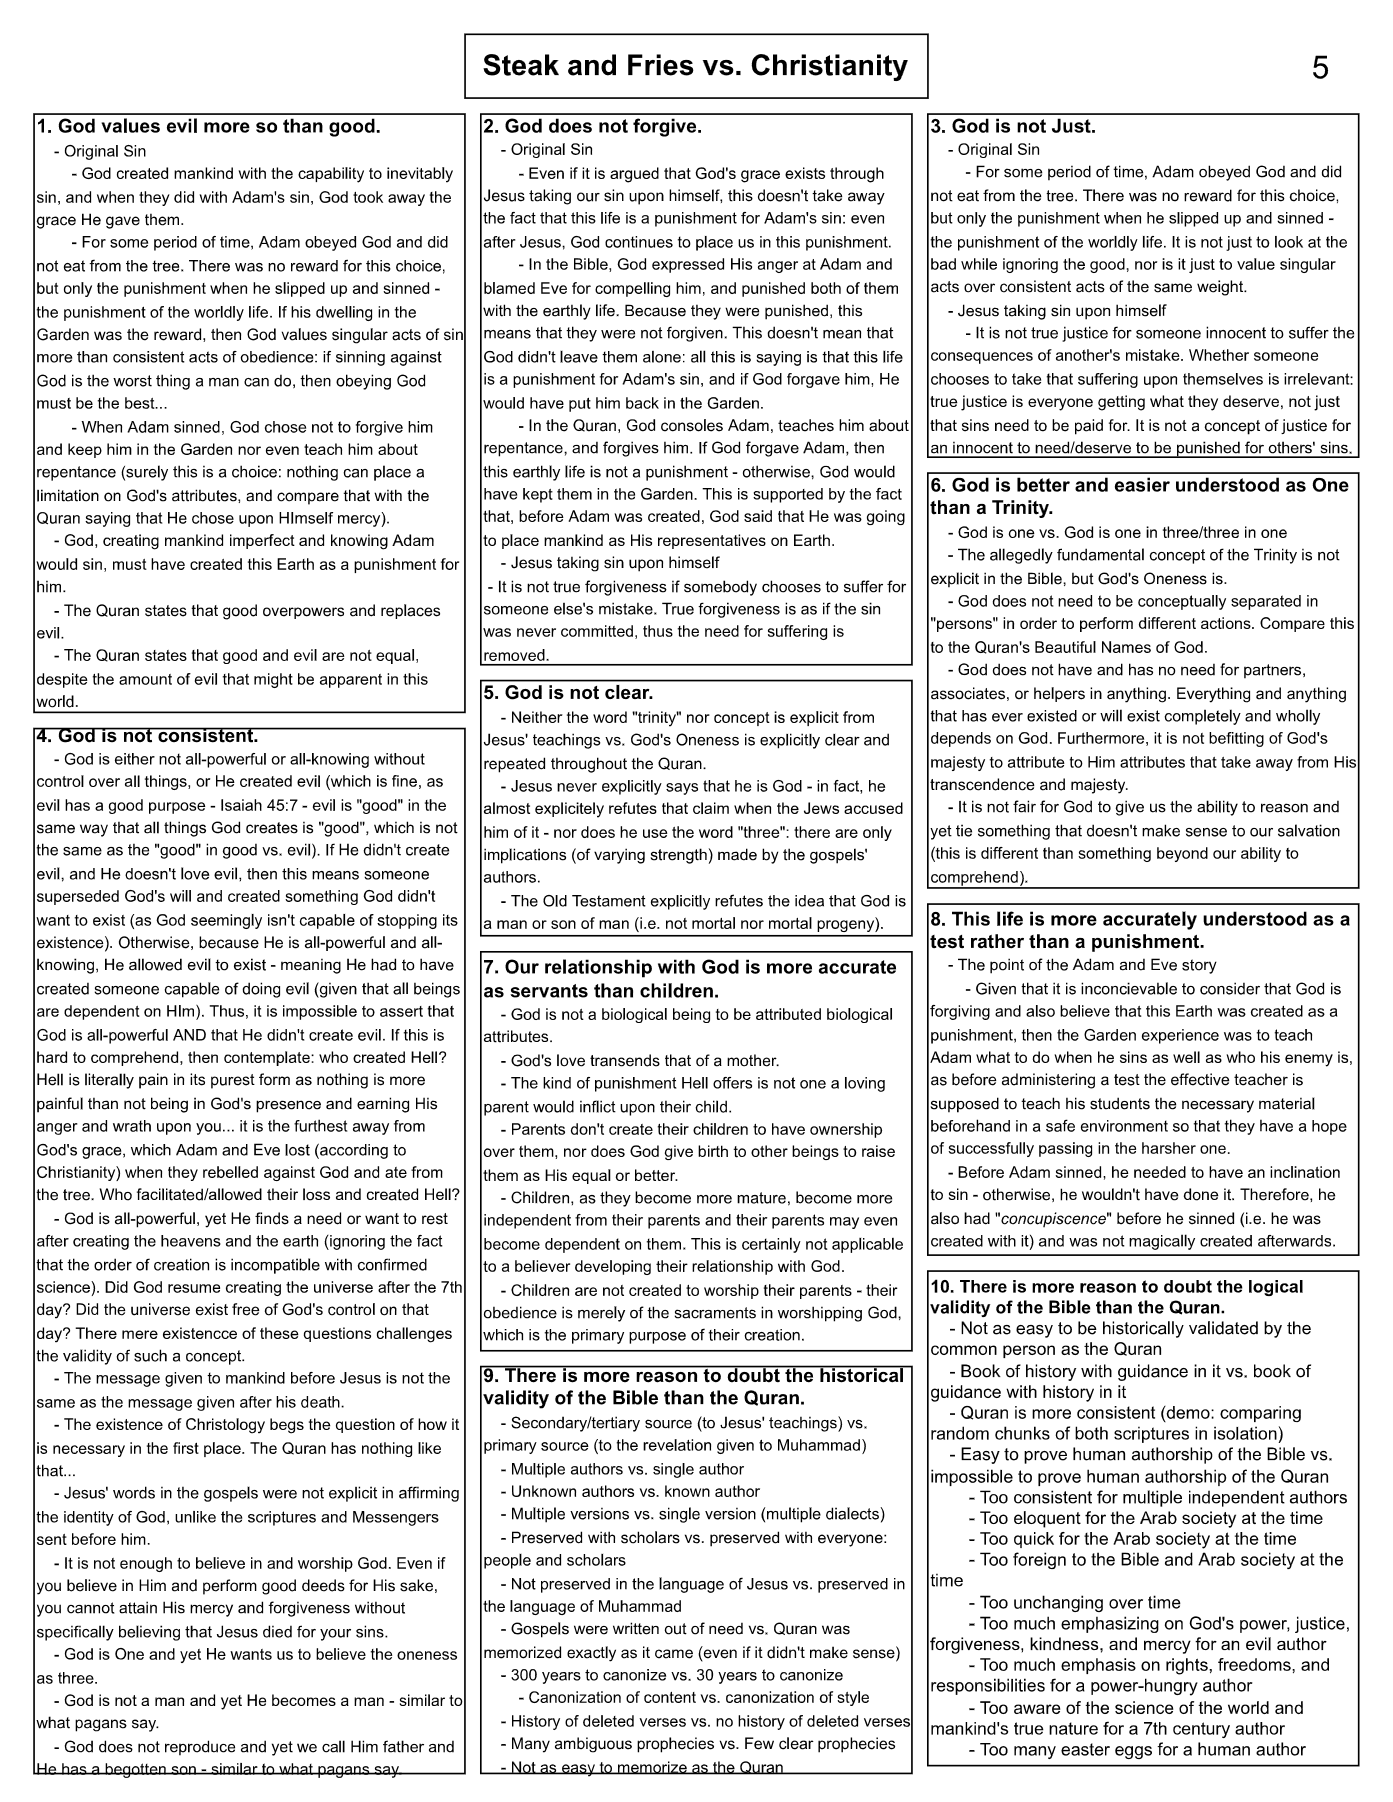 Steak and Fries vs. Christianity
5
1. God values evil more so than good.
- Original Sin
- God created mankind with the capability to inevitably
sin, and when they did with Adam's sin, God took away the
grace He gave them.
- For some period of time, Adam obeyed God and did
not eat from the tree. There was no reward for this choice,
but only the punishment when he slipped up and sinned -
the punishment of the worldly life. If his dwelling in the
Garden was the reward, then God values singular acts of sin
more than consistent acts of obedience: if sinning against
God is the worst thing a man can do, then obeying God
must be the best...
- When Adam sinned, God chose not to forgive him
and keep him in the Garden nor even teach him about
repentance (surely this is a choice: nothing can place a
limitation on God's attributes, and compare that with the
Quran saying that He chose upon HImself mercy).
- God, creating mankind imperfect and knowing Adam
would sin, must have created this Earth as a punishment for
him.
- The Quran states that good overpowers and replaces
evil.
- The Quran states that good and evil are not equal,
despite the amount of evil that might be apparent in this
world.
2. God does not forgive.
- Original Sin
- Even if it is argued that God's grace exists through
Jesus taking our sin upon himself, this doesn't take away
the fact that this life is a punishment for Adam's sin: even
after Jesus, God continues to place us in this punishment.
- In the Bible, God expressed His anger at Adam and
blamed Eve for compelling him, and punished both of them
with the earthly life. Because they were punished, this
means that they were not forgiven. This doesn't mean that
God didn't leave them alone: all this is saying is that this life
is a punishment for Adam's sin, and if God forgave him, He
would have put him back in the Garden.
- In the Quran, God consoles Adam, teaches him about
repentance, and forgives him. If God forgave Adam, then
this earthly life is not a punishment - otherwise, God would
have kept them in the Garden. This is supported by the fact
that, before Adam was created, God said that He was going
to place mankind as His representatives on Earth.
- Jesus taking sin upon himself
- It is not true forgiveness if somebody chooses to suffer for
someone else's mistake. True forgiveness is as if the sin
was never committed, thus the need for suffering is
removed.
3. God is not Just.
- Original Sin
- For some period of time, Adam obeyed God and did
not eat from the tree. There was no reward for this choice,
but only the punishment when he slipped up and sinned -
the punishment of the worldly life. It is not just to look at the
bad while ignoring the good, nor is it just to value singular
acts over consistent acts of the same weight.
- Jesus taking sin upon himself
- It is not true justice for someone innocent to suffer the
consequences of another's mistake. Whether someone
chooses to take that suffering upon themselves is irrelevant:
true justice is everyone getting what they deserve, not just
that sins need to be paid for. It is not a concept of justice for
an innocent to need/deserve to be punished for others' sins.
4. God is not consistent.
- God is either not all-powerful or all-knowing without
control over all things, or He created evil (which is fine, as
evil has a good purpose - Isaiah 45:7 - evil is "good" in the
same way that all things God creates is "good", which is not
the same as the "good" in good vs. evil). If He didn't create
evil, and He doesn't love evil, then this means someone
superseded God's will and created something God didn't
want to exist (as God seemingly isn't capable of stopping its
existence). Otherwise, because He is all-powerful and all-
knowing, He allowed evil to exist - meaning He had to have
created someone capable of doing evil (given that all beings
are dependent on HIm). Thus, it is impossible to assert that
God is all-powerful AND that He didn't create evil. If this is
hard to comprehend, then contemplate: who created Hell?
Hell is literally pain in its purest form as nothing is more
painful than not being in God's presence and earning His
anger and wrath upon you... it is the furthest away from
God's grace, which Adam and Eve lost (according to
Christianity) when they rebelled against God and ate from
the tree. Who facilitated/allowed their loss and created Hell?
- God is all-powerful, yet He finds a need or want to rest
after creating the heavens and the earth (ignoring the fact
that the order of creation is incompatible with confirmed
science). Did God resume creating the universe after the 7th
day? Did the universe exist free of God's control on that
day? There mere existencce of these questions challenges
the validity of such a concept.
- The message given to mankind before Jesus is not the
same as the message given after his death.
- The existence of Christology begs the question of how it
is necessary in the first place. The Quran has nothing like
that...
- Jesus' words in the gospels were not explicit in affirming
the identity of God, unlike the scriptures and Messengers
sent before him.
- It is not enough to believe in and worship God. Even if
you believe in Him and perform good deeds for His sake,
you cannot attain His mercy and forgiveness without
specifically believing that Jesus died for your sins.
- God is One and yet He wants us to believe the oneness
as three.
- God is not a man and yet He becomes a man - similar to
what pagans say.
- God does not reproduce and yet we call Him father and
He has a begotten son - similar to what pagans say.
5. God is not clear.
- Neither the word "trinity" nor concept is explicit from
Jesus' teachings vs. God's Oneness is explicitly clear and
repeated throughout the Quran.
- Jesus never explicitly says that he is God - in fact, he
almost explicitely refutes that claim when the Jews accused
him of it - nor does he use the word "three": there are only
implications (of varying strength) made by the gospels'
authors.
- The Old Testament explicitly refutes the idea that God is
a man or son of man (i.e. not mortal nor mortal progeny).
6. God is better and easier understood as One
than a Trinity.
- God is one vs. God is one in three/three in one
- The allegedly fundamental concept of the Trinity is not
explicit in the Bible, but God's Oneness is.
- God does not need to be conceptually separated in
"persons" in order to perform different actions. Compare this
to the Quran's Beautiful Names of God.
- God does not have and has no need for partners,
associates, or helpers in anything. Everything and anything
that has ever existed or will exist completely and wholly
depends on God. Furthermore, it is not befitting of God's
majesty to attribute to Him attributes that take away from His
transcendence and majesty.
- It is not fair for God to give us the ability to reason and
yet tie something that doesn't make sense to our salvation
(this is different than something beyond our ability to
comprehend).
7. Our relationship with God is more accurate
as servants than children.
- God is not a biological being to be attributed biological
attributes.
- God's love transends that of a mother.
- The kind of punishment Hell offers is not one a loving
parent would inflict upon their child.
- Parents don't create their children to have ownership
over them, nor does God give birth to other beings to raise
them as His equal or better.
- Children, as they become more mature, become more
independent from their parents and their parents may even
become dependent on them. This is certainly not applicable
to a believer developing their relationship with God.
- Children are not created to worship their parents - their
obedience is merely of the sacraments in worshipping God,
which is the primary purpose of their creation.
8. This life is more accurately understood as a
test rather than a punishment.
- The point of the Adam and Eve story
- Given that it is inconcievable to consider that God is
forgiving and also believe that this Earth was created as a
punishment, then the Garden experience was to teach
Adam what to do when he sins as well as who his enemy is,
as before administering a test the effective teacher is
supposed to teach his students the necessary material
beforehand in a safe environment so that they have a hope
of successfully passing in the harsher one.
- Before Adam sinned, he needed to have an inclination
to sin - otherwise, he wouldn't have done it. Therefore, he
also had "concupiscence" before he sinned (i.e. he was
created with it) and was not magically created afterwards.
9. There is more reason to doubt the historical
validity of the Bible than the Quran.
- Secondary/tertiary source (to Jesus' teachings) vs.
primary source (to the revelation given to Muhammad)
- Multiple authors vs. single author
- Unknown authors vs. known author
- Multiple versions vs. single version (multiple dialects)
- Preserved with scholars vs. preserved with everyone:
people and scholars
- Not preserved in the language of Jesus vs. preserved in
the language of Muhammad
- Gospels were written out of need vs. Quran was
memorized exactly as it came (even if it didn't make sense)
- 300 years to canonize vs. 30 years to canonize
- Canonization of content vs. canonization of style
- History of deleted verses vs. no history of deleted verses
- Many ambiguous prophecies vs. Few clear prophecies
- Not as easy to memorize as the Quran
10. There is more reason to doubt the logical
validity of the Bible than the Quran.
- Not as easy to be historically validated by the
common person as the Quran
- Book of history with guidance in it vs. book of
guidance with history in it
- Quran is more consistent (demo: comparing
random chunks of both scriptures in isolation)
- Easy to prove human authorship of the Bible vs.
impossible to prove human authorship of the Quran
- Too consistent for multiple independent authors
- Too eloquent for the Arab society at the time
- Too quick for the Arab society at the time
- Too foreign to the Bible and Arab society at the
time
- Too unchanging over time
- Too much emphasizing on God's power, justice,
forgiveness, kindness, and mercy for an evil author
- Too much emphasis on rights, freedoms, and
responsibilities for a power-hungry author
- Too aware of the science of the world and
mankind's true nature for a 7th century author
- Too many easter eggs for a human author